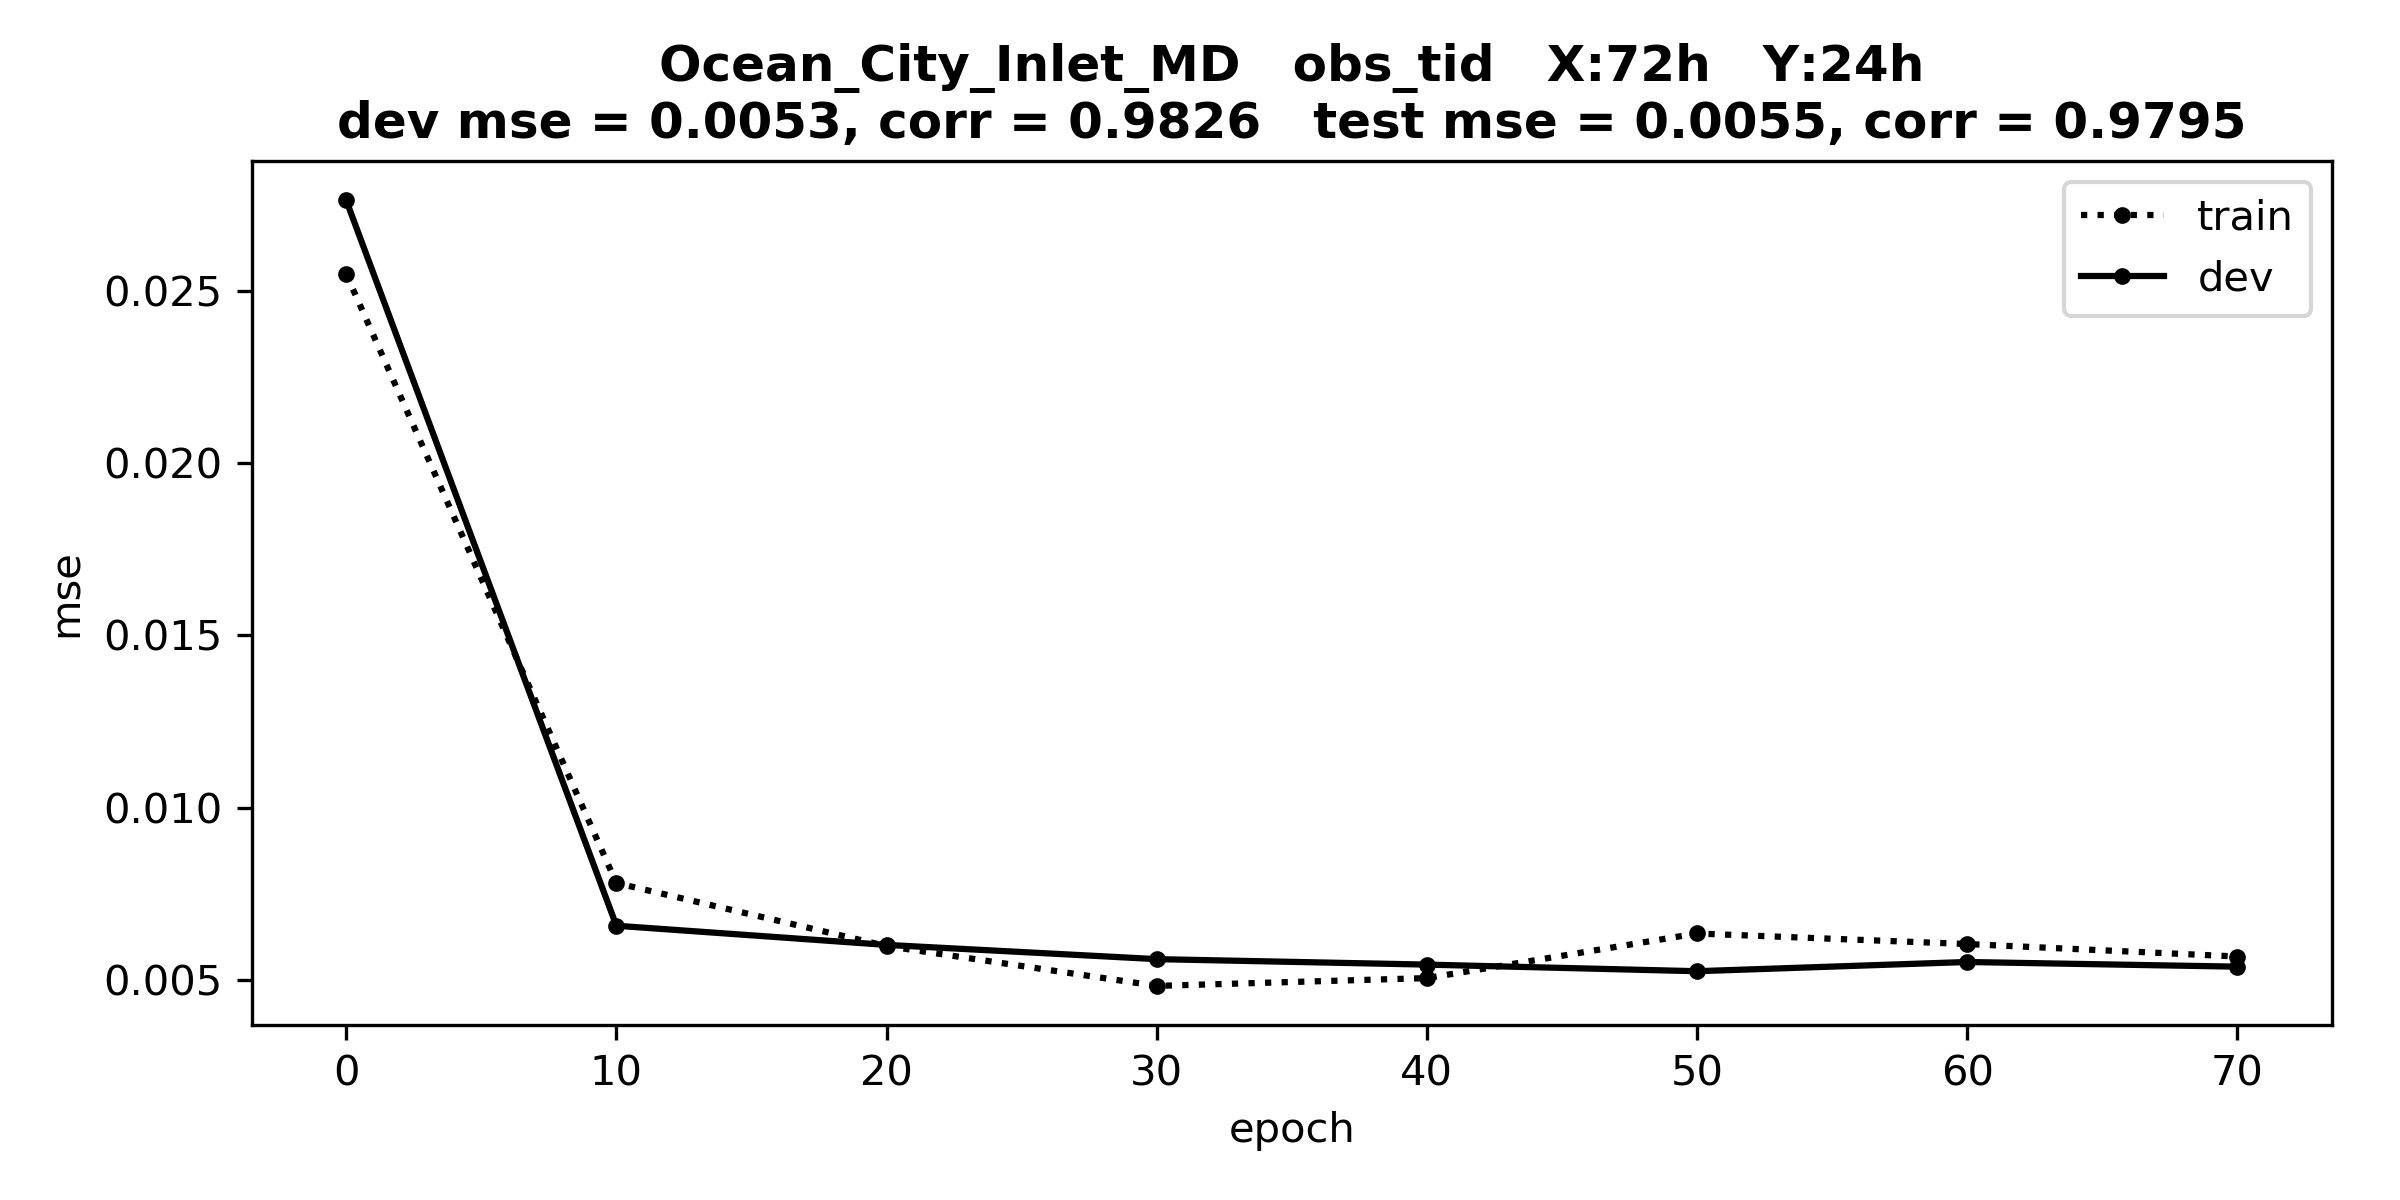 Ocean_City_Inlet_MD   obs_tid   X:72h   Y:24h
dev mse = 0.0053, corr = 0.9826   test mse = 0.0055, corr = 0.9795
train
dev
mse
0.025
0.020
0.015
0.010
0.005
0 10 20 30 40 50 60 70
epoch